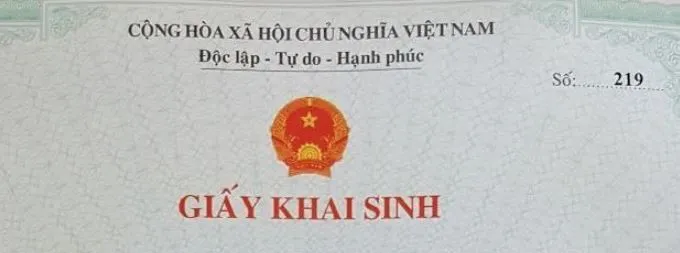 CỘNG HÒA XÃ HỘI CHỦ NGHĨA VIỆT NAM
Độc lập - Tự do - Hạnh phúc
Số:.......219......
GIẤY KHAI SINH